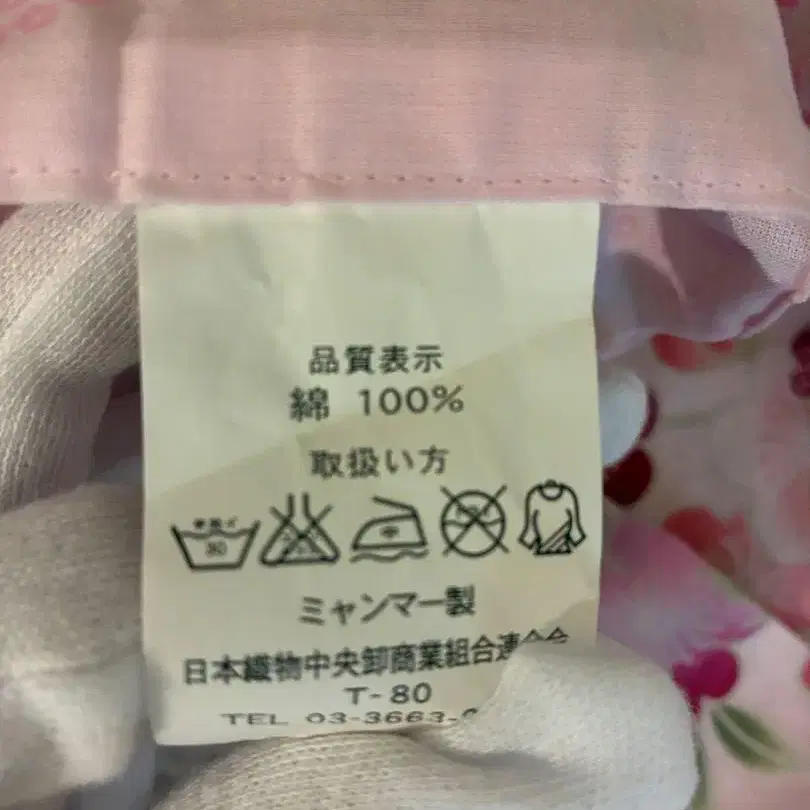 品質表示
綿 100%
取扱い方
30
ミャンマー製
日本織物中央卸商業組合連合会
T-80
TEL 03-3663-